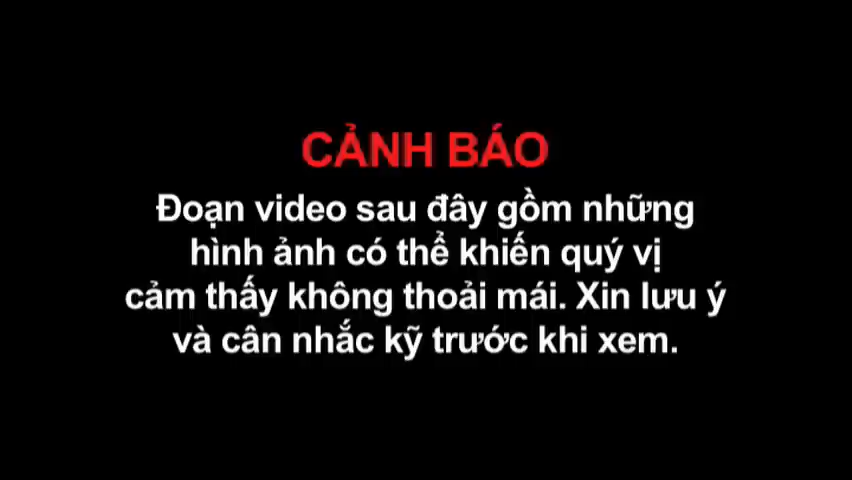 CẢNH BÁO
Đoạn video sau đây gồm những
hình ảnh có thể khiến quý vị
cảm thấy không thoải mái. Xin lưu ý
và cân nhắc kỹ trước khi xem.